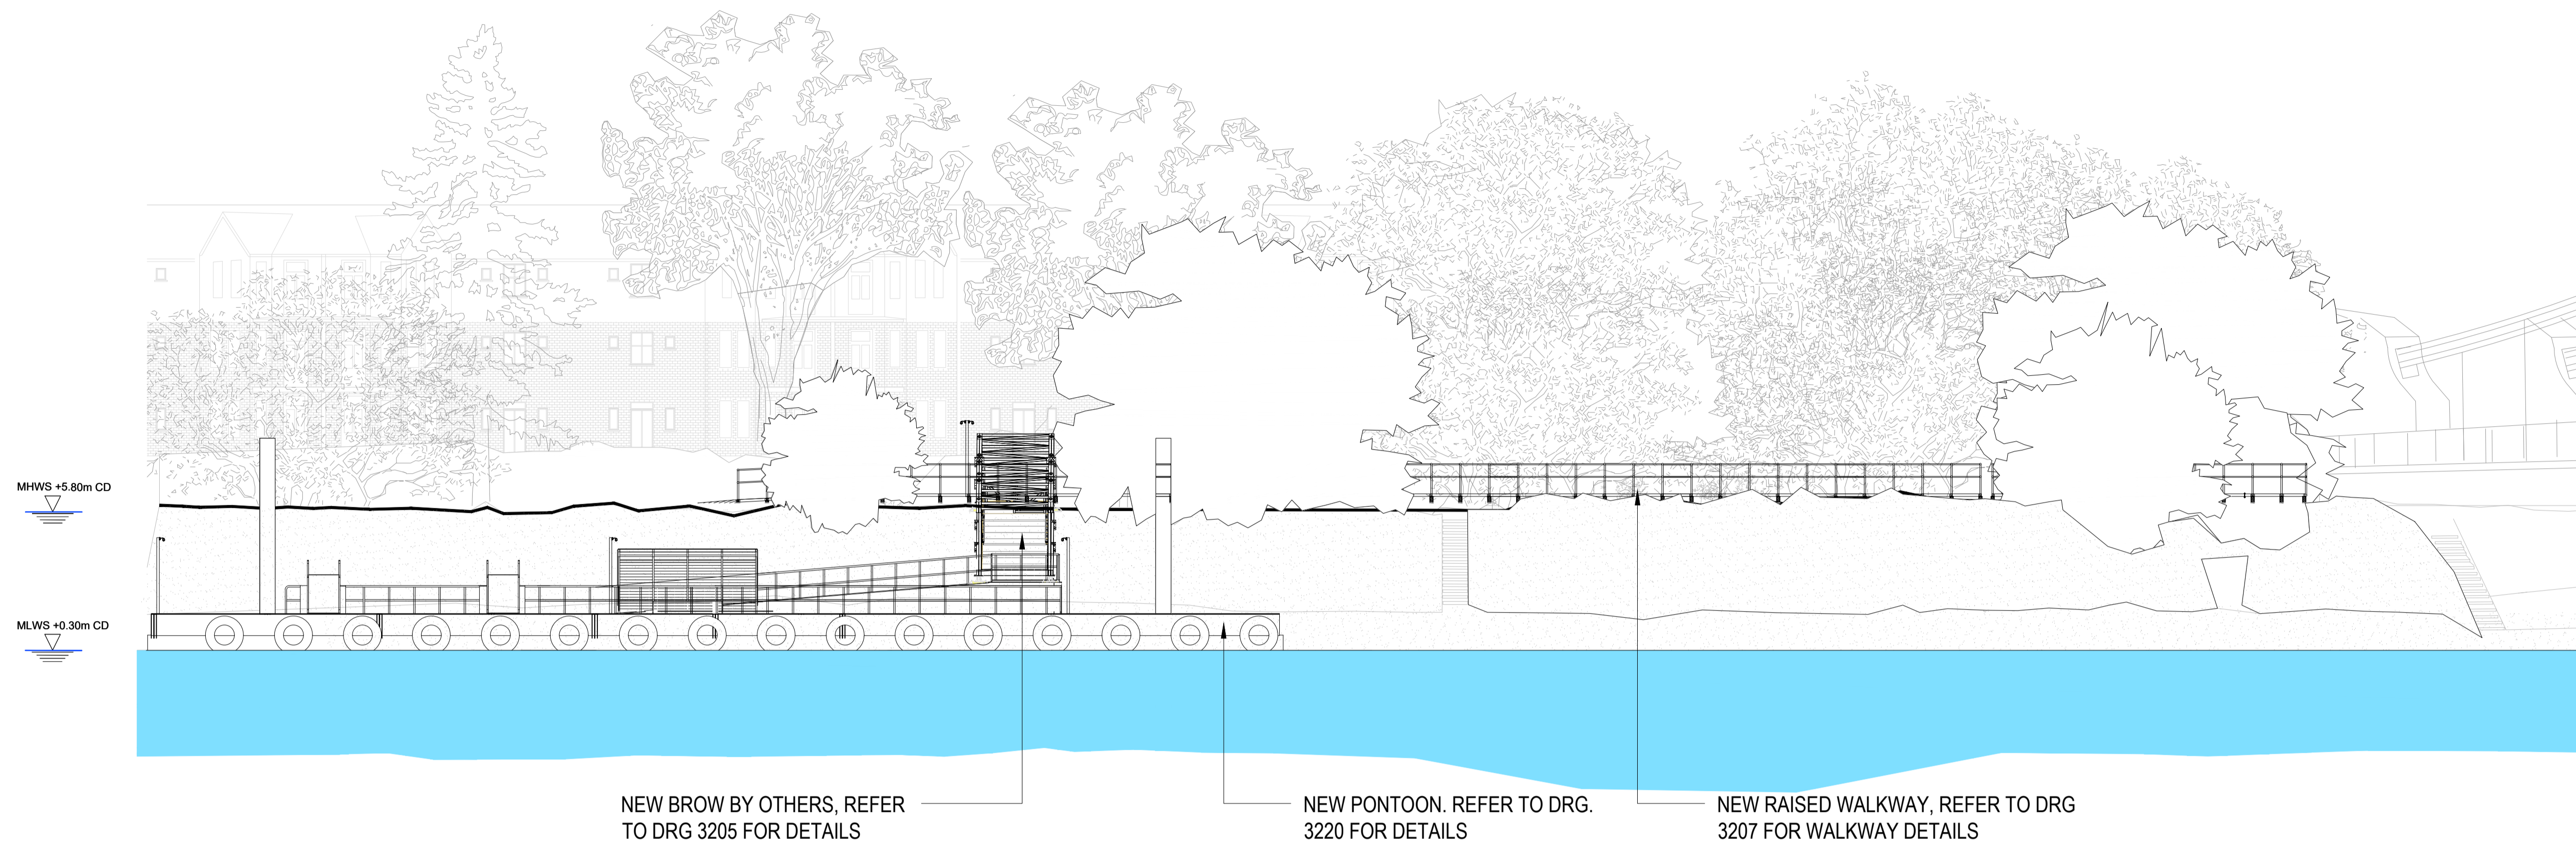 MHWS +5.80m CD
MLWS +0.30m CD
NEW BROW BY OTHERS, REFER
TO DRG 3205 FOR DETAILS
NEW PONTOON. REFER TO DRG.
3220 FOR DETAILS
NEW RAISED WALKWAY, REFER TO DRG
3207 FOR WALKWAY DETAILS